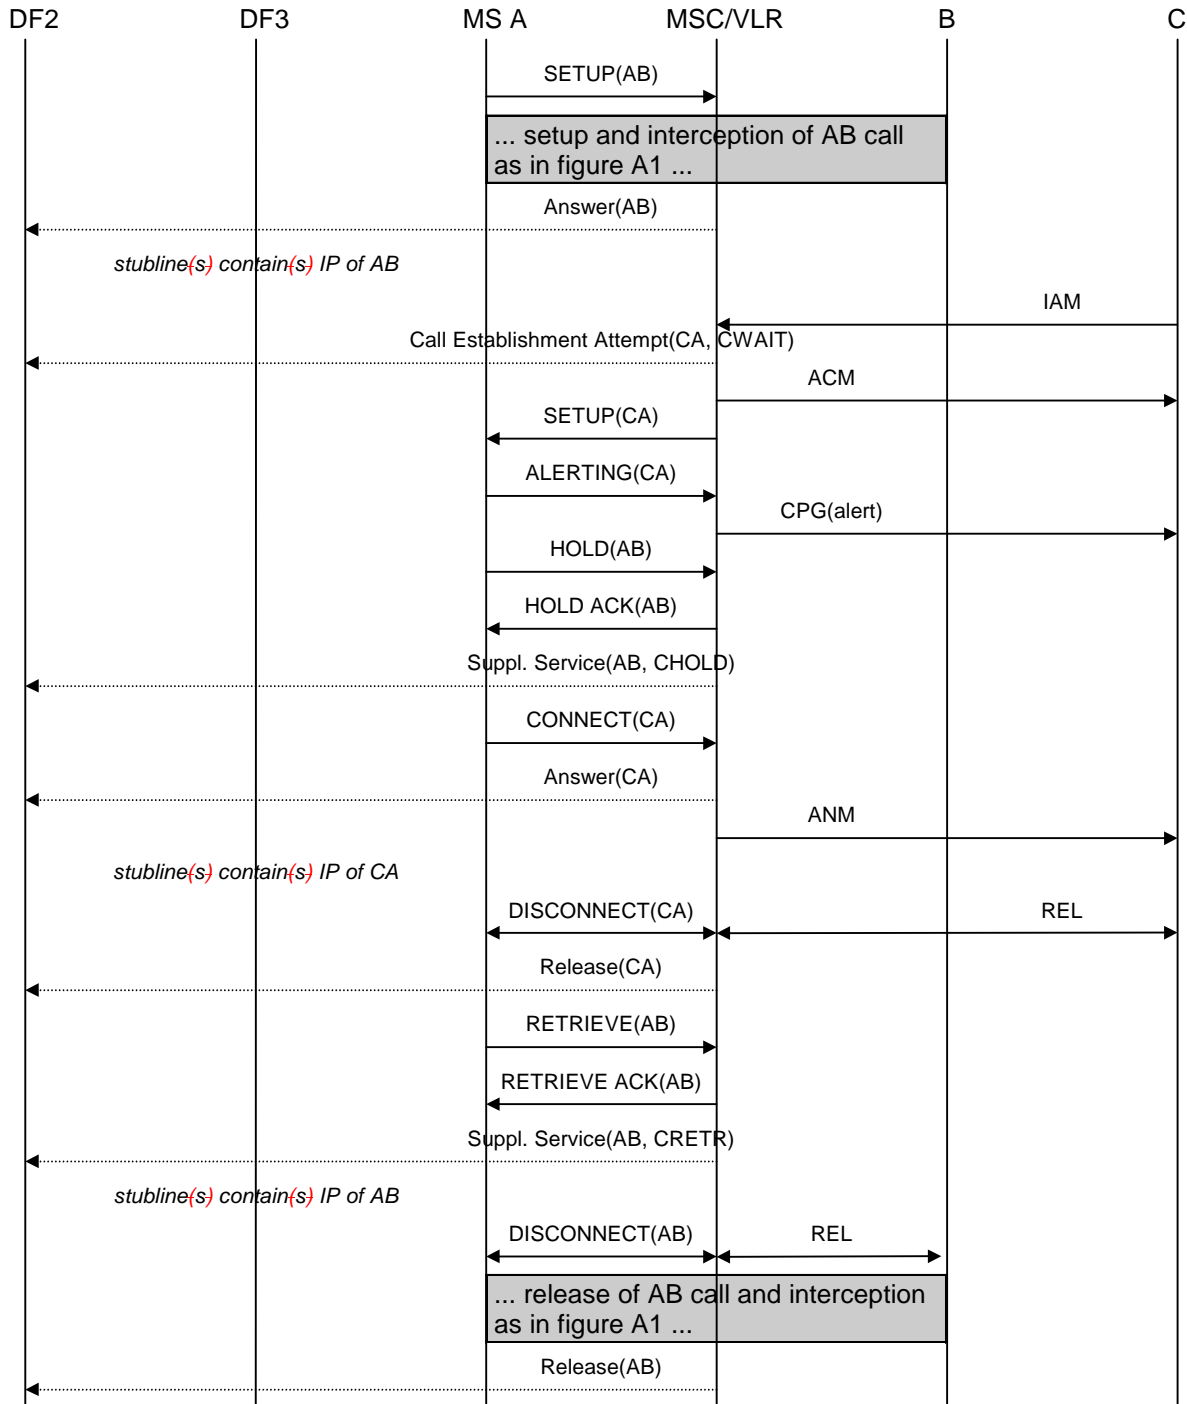 DF2 DF3 MS A MSC/VLR B C
SETUP(AB)
... setup and interception of AB call
as in figure A1 ...
Answer(AB)
stubline(s) contain(s) IP of AB
IAM
Call Establishment Attempt(CA, CWAIT)
ACM
SETUP(CA)
ALERTING(CA)
CPG(alert)
HOLD(AB)
HOLD ACK(AB)
Suppl. Service(AB, CHOLD)
CONNECT(CA)
Answer(CA)
ANM
stubline(s) contain(s) IP of CA
DISCONNECT(CA) REL
Release(CA)
RETRIEVE(AB)
RETRIEVE ACK(AB)
Suppl. Service(AB, CRETR)
stubline(s) contain(s) IP of AB
DISCONNECT(AB) REL
... release of AB call and interception
as in figure A1 ...
Release(AB)